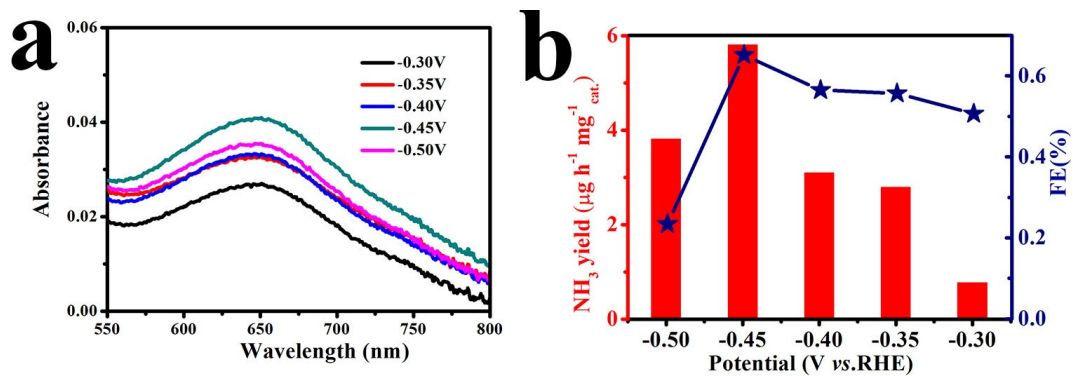 a
0.06
0.04
0.02
0.00
Absorbance
550 600 650 700 750 800
Wavelength (nm)
-0.30V
-0.35V
-0.40V
-0.45V
-0.50V
b
6
4
2
0
NH₃ yield (μg h⁻¹ mg⁻¹cat.)
0.6
0.4
0.2
0.0
FE(%)
-0.50 -0.45 -0.40 -0.35 -0.30
Potential (V vs.RHE)